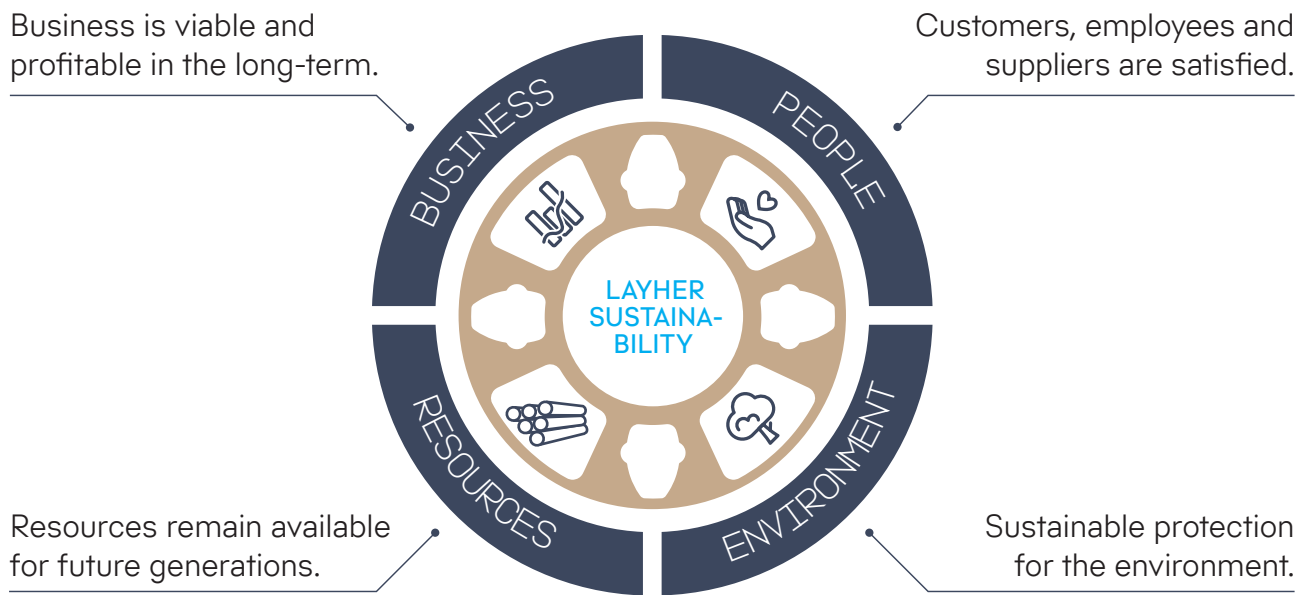 Business is viable and
profitable in the long-term.
Customers, employees and
suppliers are satisfied.
BUSINESS
PEOPLE
LAYHER
SUSTAINA-
BILITY
RESOURCES
ENVIRONMENT
Resources remain available
for future generations.
Sustainable protection
for the environment.